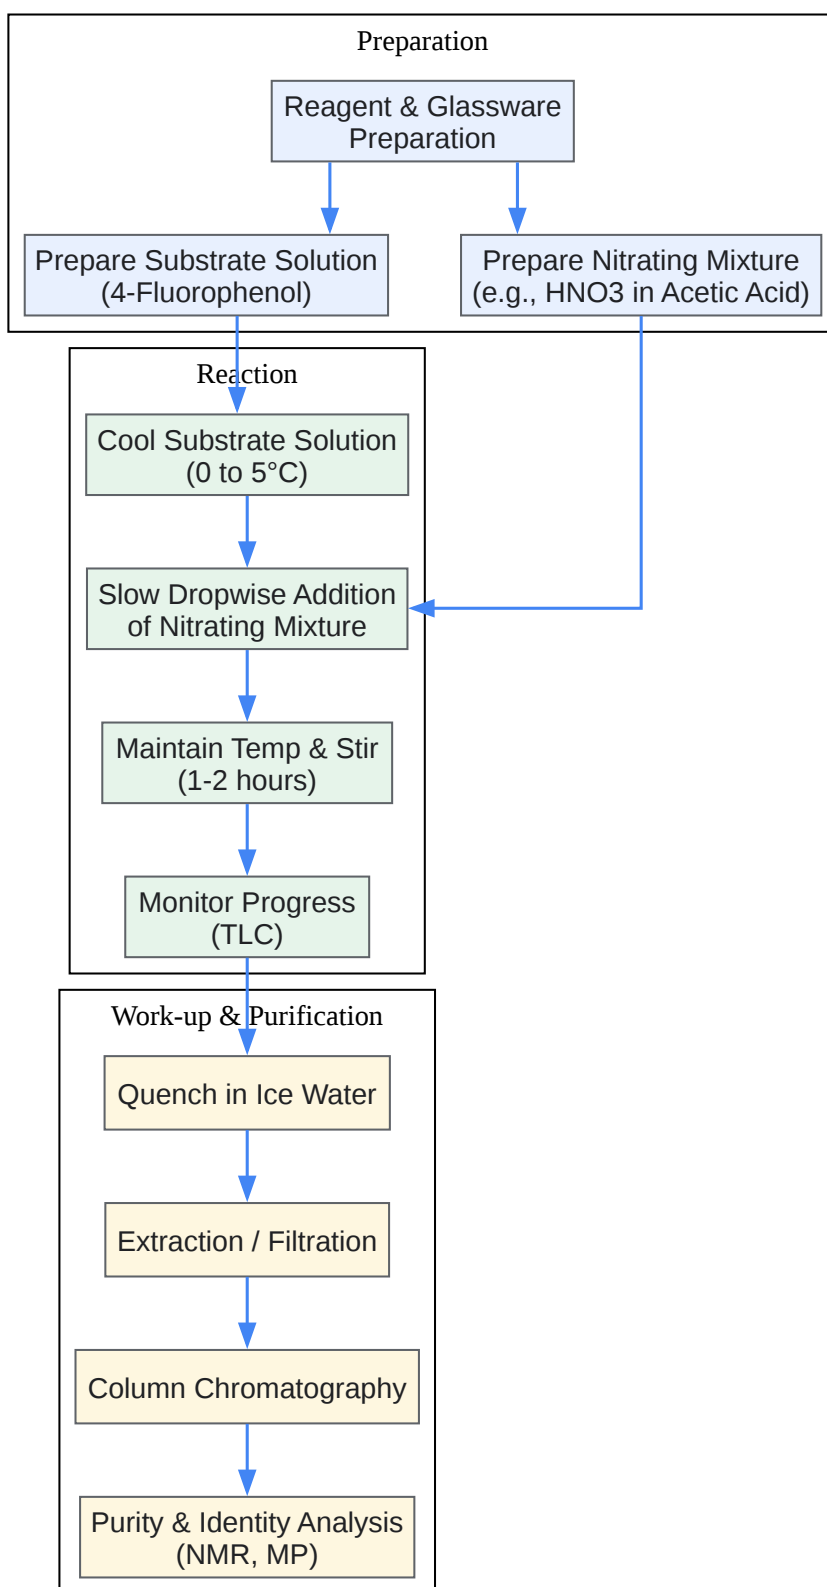 Preparation
Reagent & Glassware
Preparation
Prepare Substrate Solution
(4-Fluorophenol)
Prepare Nitrating Mixture
(e.g., HNO3 in Acetic Acid)
Reaction
Cool Substrate Solution
(0 to 5°C)
Slow Dropwise Addition
of Nitrating Mixture
Maintain Temp & Stir
(1-2 hours)
Monitor Progress
(TLC)
Work-up & Purification
Quench in Ice Water
Extraction / Filtration
Column Chromatography
Purity & Identity Analysis
(NMR, MP)